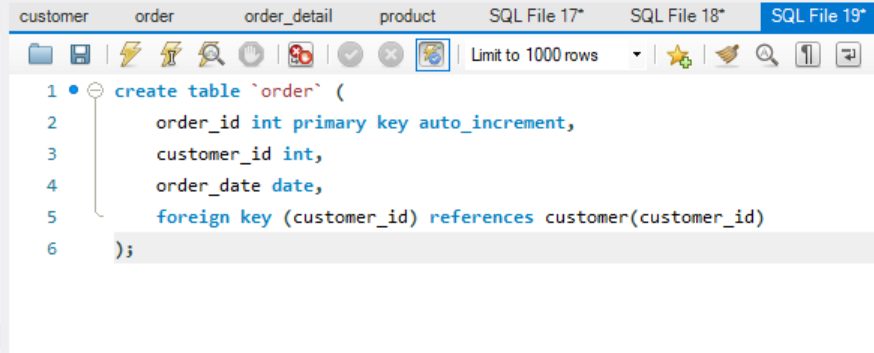 customer order order_detail product SQL File 17* SQL File 18* SQL File 19*
Limit to 1000 rows
1 create table `order` (
2 order_id int primary key auto_increment,
3 customer_id int,
4 order_date date,
5 foreign key (customer_id) references customer(customer_id)
6 );